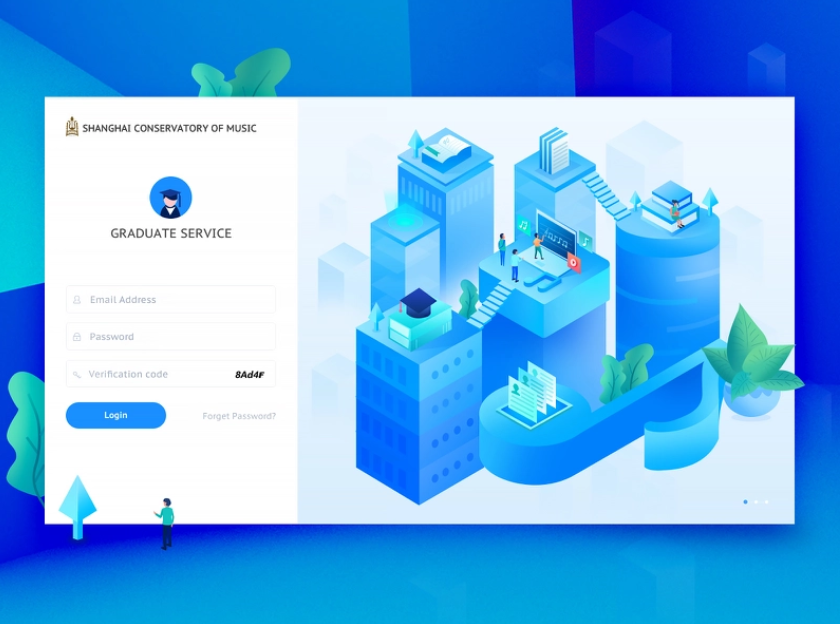 SHANGHAI CONSERVATORY OF MUSIC
GRADUATE SERVICE
Email Address
Password
Verification code 8Ad4F
Login Forget Password?